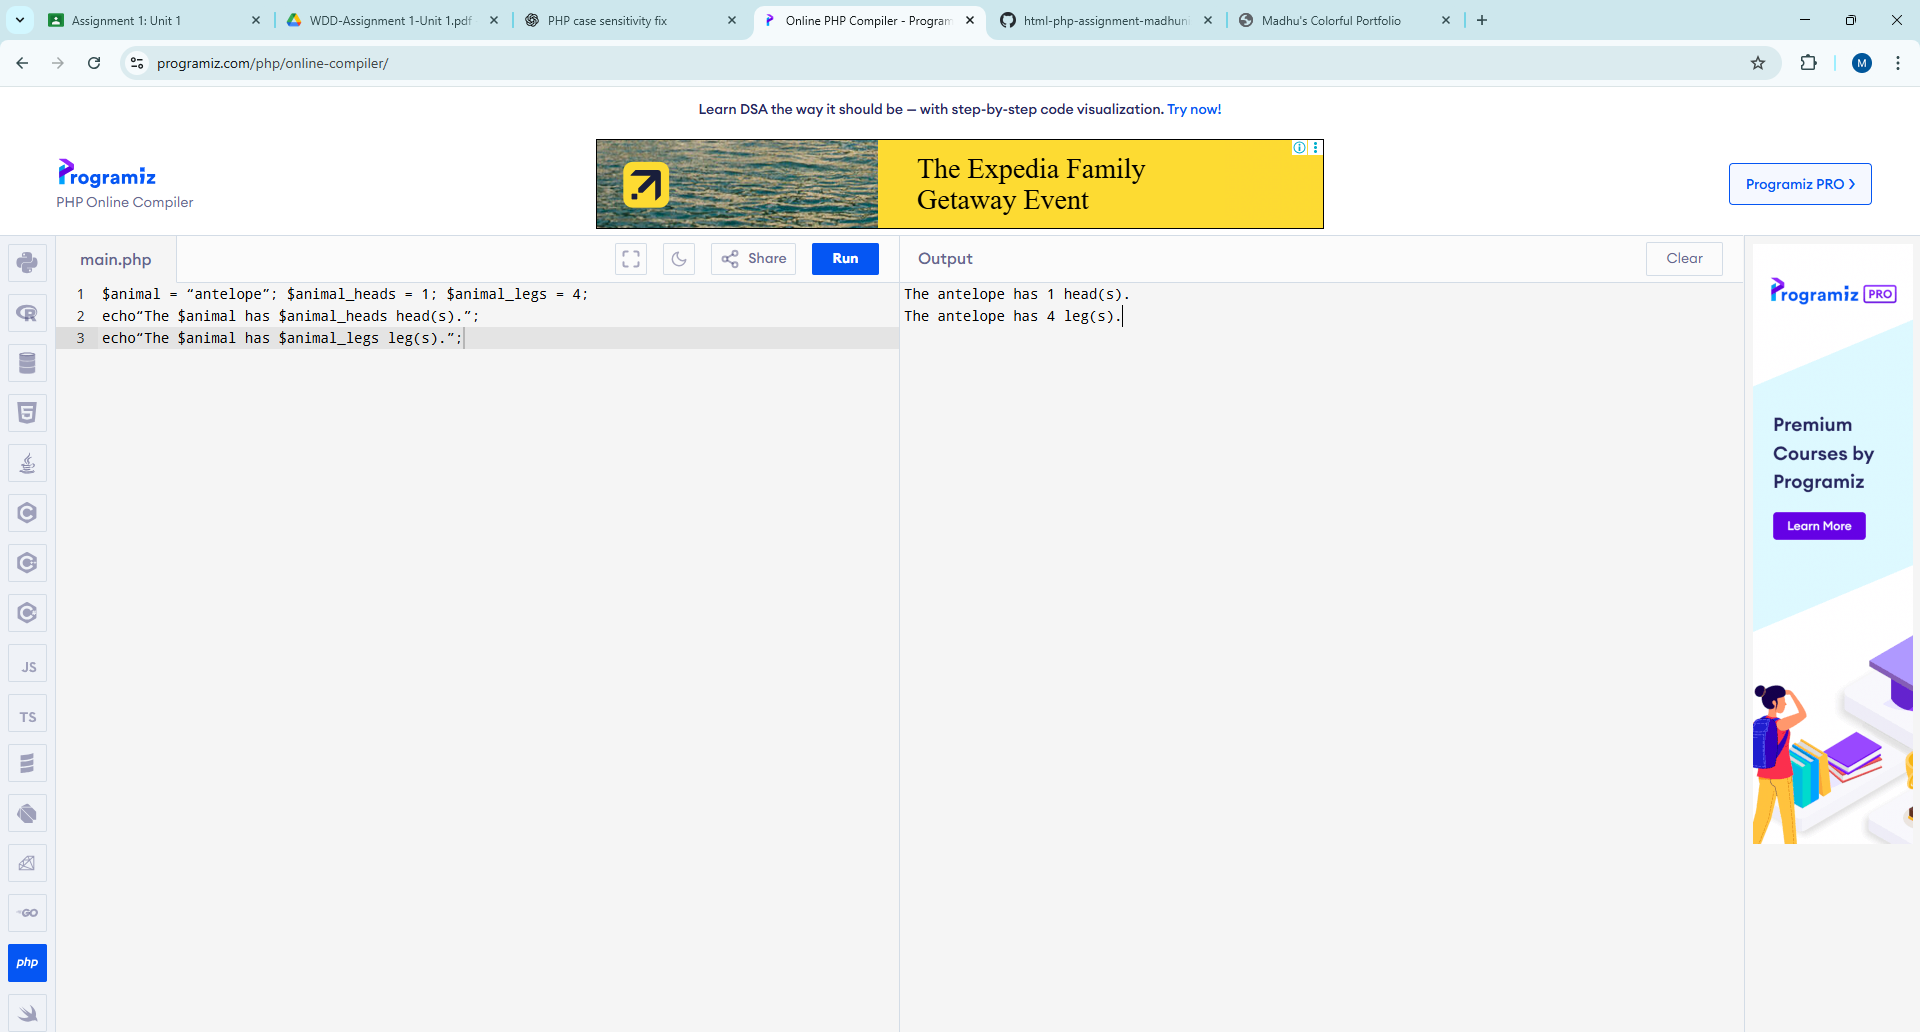 Assignment 1: Unit 1
WDD-Assignment 1-Unit 1.pdf
PHP case sensitivity fix
Online PHP Compiler - Program
html-php-assignment-madhun
Madhu's Colorful Portfolio
programiz.com/php/online-compiler/
M
Learn DSA the way it should be — with step-by-step code visualization. Try now!
Programiz
PHP Online Compiler
The Expedia Family
Getaway Event
Programiz PRO ›
main.php
Share
Run
Output
Clear
1 $animal = “antelope”; $animal_heads = 1; $animal_legs = 4;
2 echo“The $animal has $animal_heads head(s).”;
3 echo“The $animal has $animal_legs leg(s).”;
The antelope has 1 head(s).
The antelope has 4 leg(s).
Programiz PRO
Premium
Courses by
Programiz
Learn More
JS
TS
GO
php